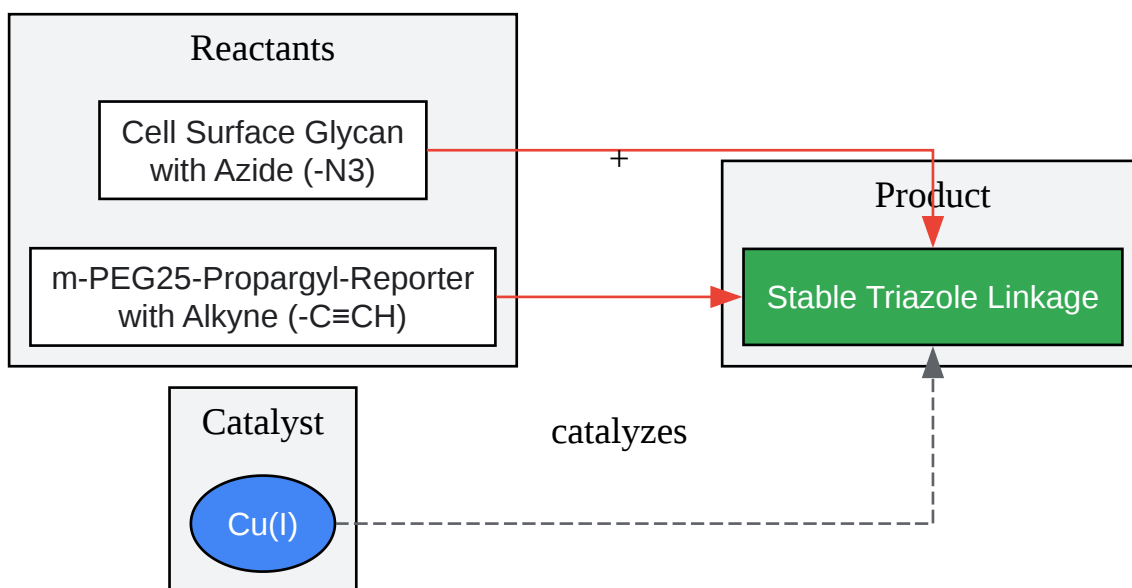 Reactants
Cell Surface Glycan
with Azide (-N3)
+
Product
m-PEG25-Propargyl-Reporter
with Alkyne (-C≡CH)
Stable Triazole Linkage
Catalyst
catalyzes
Cu(I)